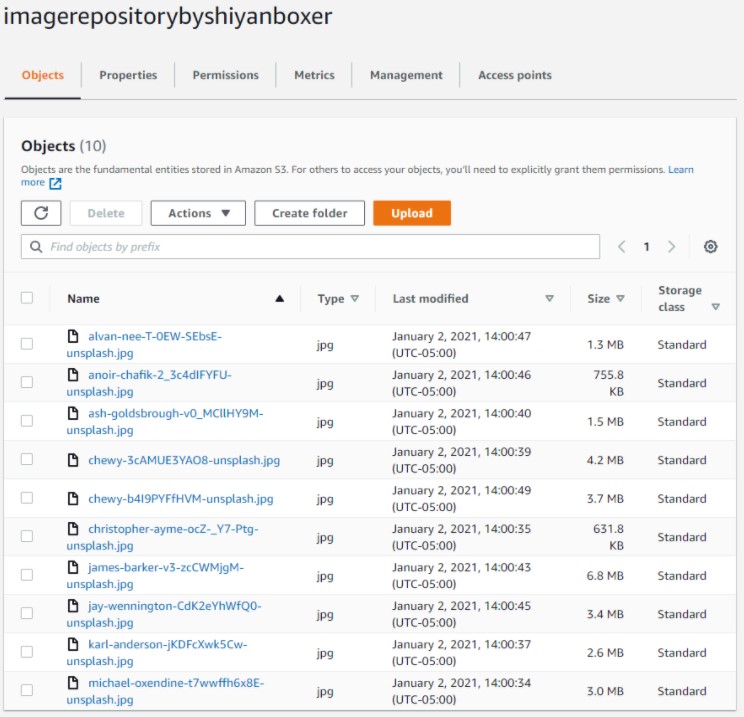 imagerepositorybyshiyanboxer
Objects Properties Permissions Metrics Management Access points
Objects (10)
Objects are the fundamental entities stored in Amazon S3. For others to access your objects, you'll need to explicitly grant them permissions. Learn
more
Delete Actions Create folder Upload
Find objects by prefix 1
Name Type Last modified Size Storage
class
alvan-nee-T-0EW-SEbsE- January 2, 2021, 14:00:47
unsplash.jpg jpg (UTC-05:00) 1.3 MB Standard
anoir-chafik-2_3c4dIFYFU- January 2, 2021, 14:00:46 755.8
unsplash.jpg jpg (UTC-05:00) KB Standard
ash-goldsbrough-v0_MCllHY9M- January 2, 2021, 14:00:40
unsplash.jpg jpg (UTC-05:00) 1.5 MB Standard
chewy-3cAMUE3YAO8-unsplash.jpg jpg January 2, 2021, 14:00:39 4.2 MB Standard
(UTC-05:00)
chewy-b4I9PYFfHVM-unsplash.jpg jpg January 2, 2021, 14:00:49 3.7 MB Standard
(UTC-05:00)
christopher-ayme-ocZ-_Y7-Ptg- January 2, 2021, 14:00:35 631.8
unsplash.jpg jpg (UTC-05:00) KB Standard
james-barker-v3-zcCWMjgM- January 2, 2021, 14:00:43
unsplash.jpg jpg (UTC-05:00) 6.8 MB Standard
jay-wennington-CdK2eYhWfQ0- January 2, 2021, 14:00:45
unsplash.jpg jpg (UTC-05:00) 3.4 MB Standard
karl-anderson-jKDFcXwk5Cw- January 2, 2021, 14:00:37
unsplash.jpg jpg (UTC-05:00) 2.6 MB Standard
michael-oxendine-t7wwffh6x8E- January 2, 2021, 14:00:34
unsplash.jpg jpg (UTC-05:00) 3.0 MB Standard